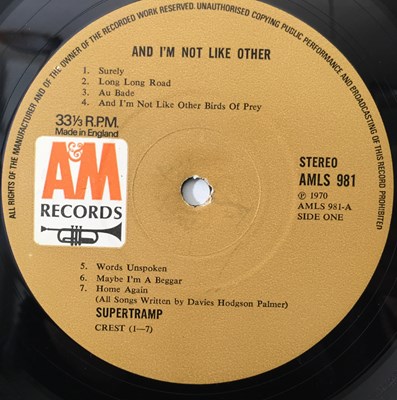 ALL RIGHTS OF THE MANUFACTURER AND OF THE OWNER OF THE RECORDED WORK RESERVED. UNAUTHORISED COPYING PUBLIC PERFORMANCE AND BROADCASTING OF THIS RECORD PROHIBITED
AND I'M NOT LIKE OTHER
1. Surely
2. Long Long Road
3. Au Bade
4. And I'm Not Like Other Birds Of Prey
33⅓ R.P.M.
Made in England
A&M
RECORDS
STEREO
AMLS 981
℗ 1970
AMLS 981-A
SIDE ONE
5. Words Unspoken
6. Maybe I'm A Beggar
7. Home Again
(All Songs Written by Davies Hodgson Palmer)
SUPERTRAMP
CREST (1—7)